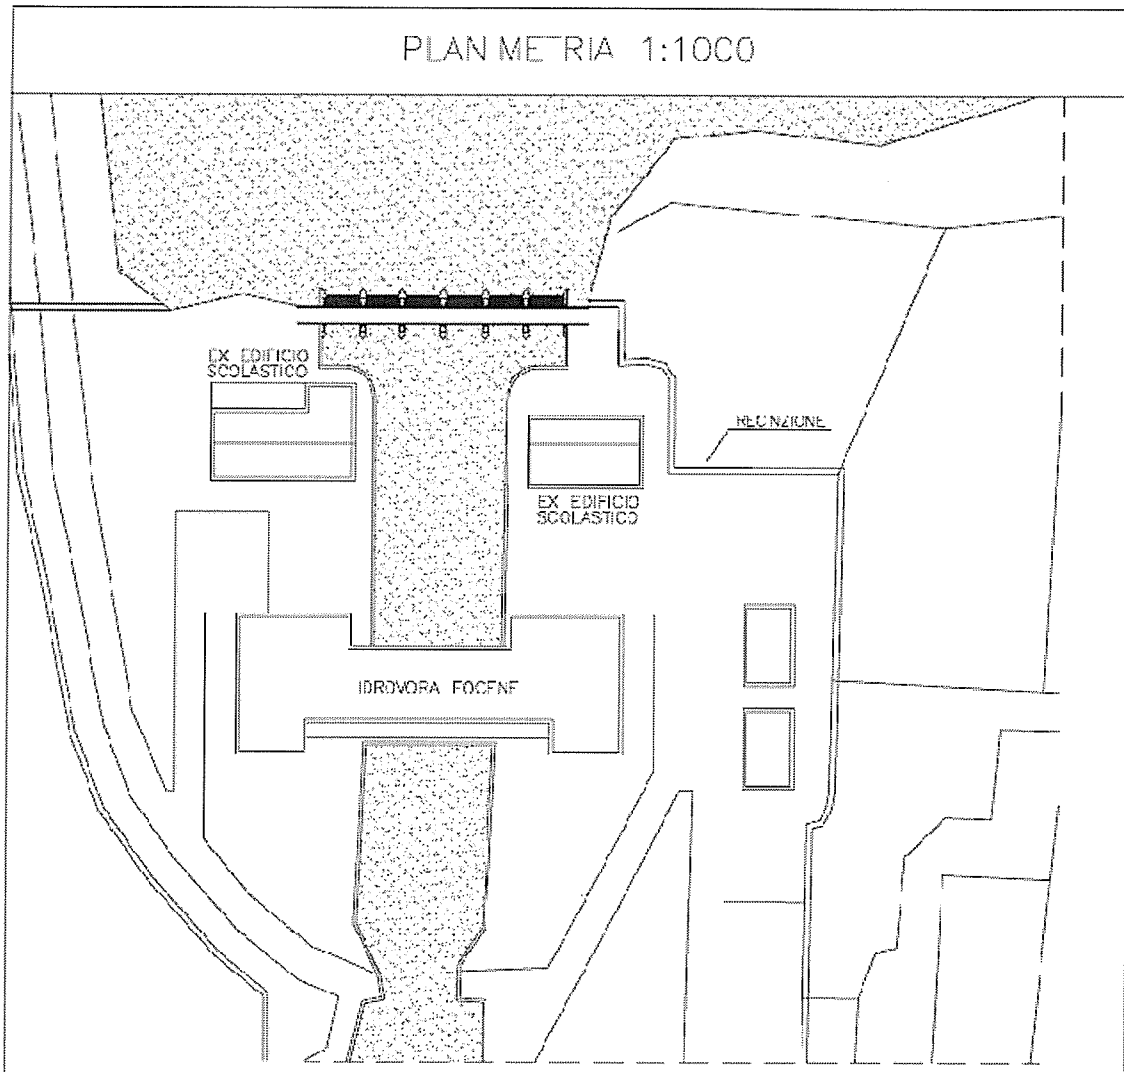 PLANIMETRIA 1:1000
EX EDIFICIO
SCOLASTICO
RECINZIONE
EX EDIFICIO
SCOLASTICO
IDROVORA FOCENE